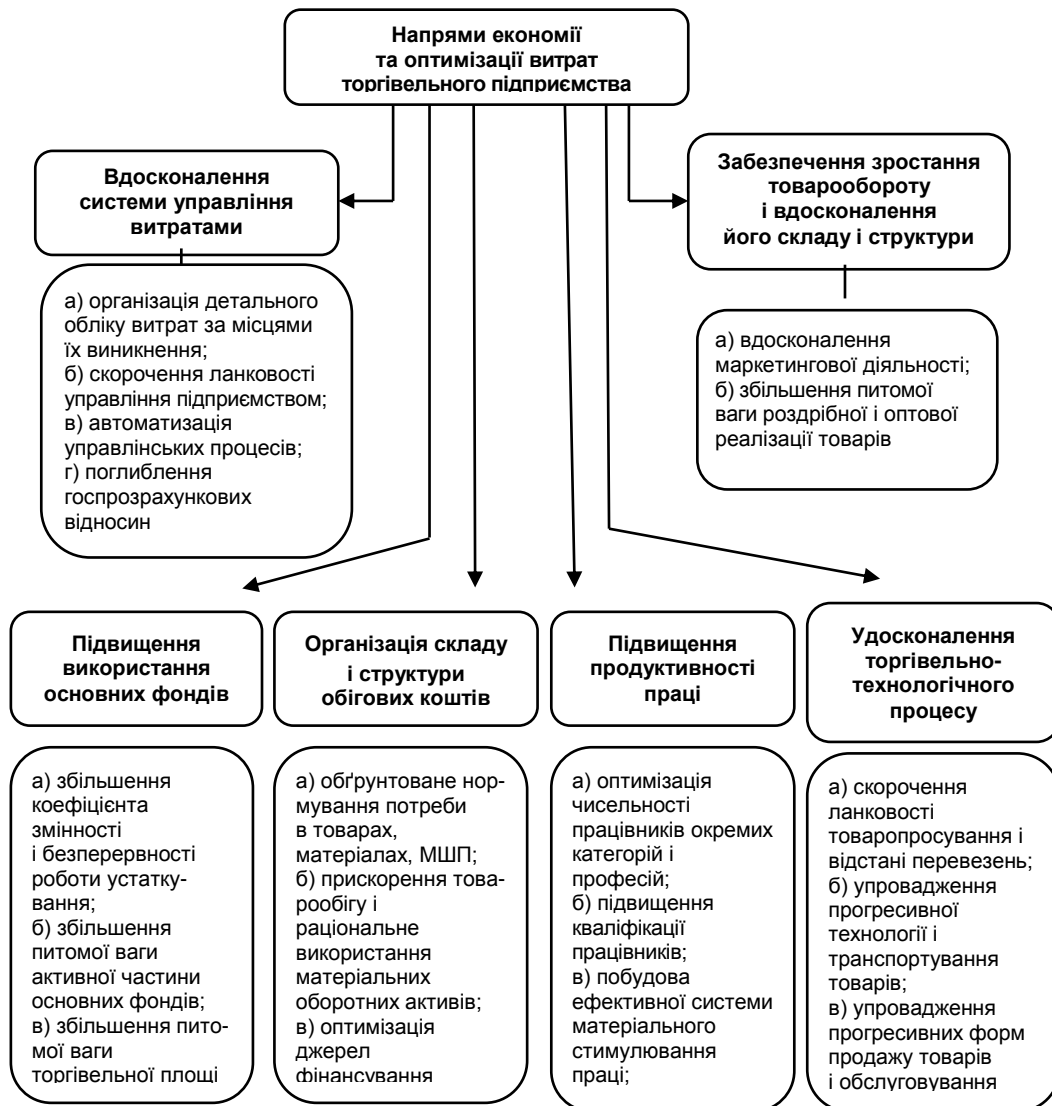 Напрями економії
та оптимізації витрат
торгівельного підприємства
Вдосконалення
системи управління
витратами
Забезпечення зростання
товарообороту
і вдосконалення
його складу і структури
а) організація детального
обліку витрат за місцями
їх виникнення;
б) скорочення ланковості
управління підприємством;
в) автоматизація
управлінських процесів;
г) поглиблення
госпрозрахункових
відносин
а) вдосконалення
маркетингової діяльності;
б) збільшення питомої
ваги роздрібної і оптової
реалізації товарів
Підвищення
використання
основних фондів
Організація складу
і структури
обігових коштів
Підвищення
продуктивності
праці
Удосконалення
торгівельно-
технологічного
процесу
а) збільшення
коефіцієнта
змінності
і безперервності
роботи устатку-
вання;
б) збільшення
питомої ваги
активної частини
основних фондів;
в) збільшення пито-
мої ваги
торгівельної площі
а) обґрунтоване нор-
мування потреби
в товарах,
матеріалах, МШП;
б) прискорення това-
рообігу і
раціональне
використання
матеріальних
оборотних активів;
в) оптимізація
джерел
фінансування
а) оптимізація
чисельності
працівників окремих
категорій і
професій;
б) підвищення
кваліфікації
працівників;
в) побудова
ефективної системи
матеріального
стимулювання
праці;
а) скорочення
ланковості
товаропросування і
відстані перевезень;
б) упровадження
прогресивної
технології і
транспортування
товарів;
в) упровадження
прогресивних форм
продажу товарів
і обслуговування